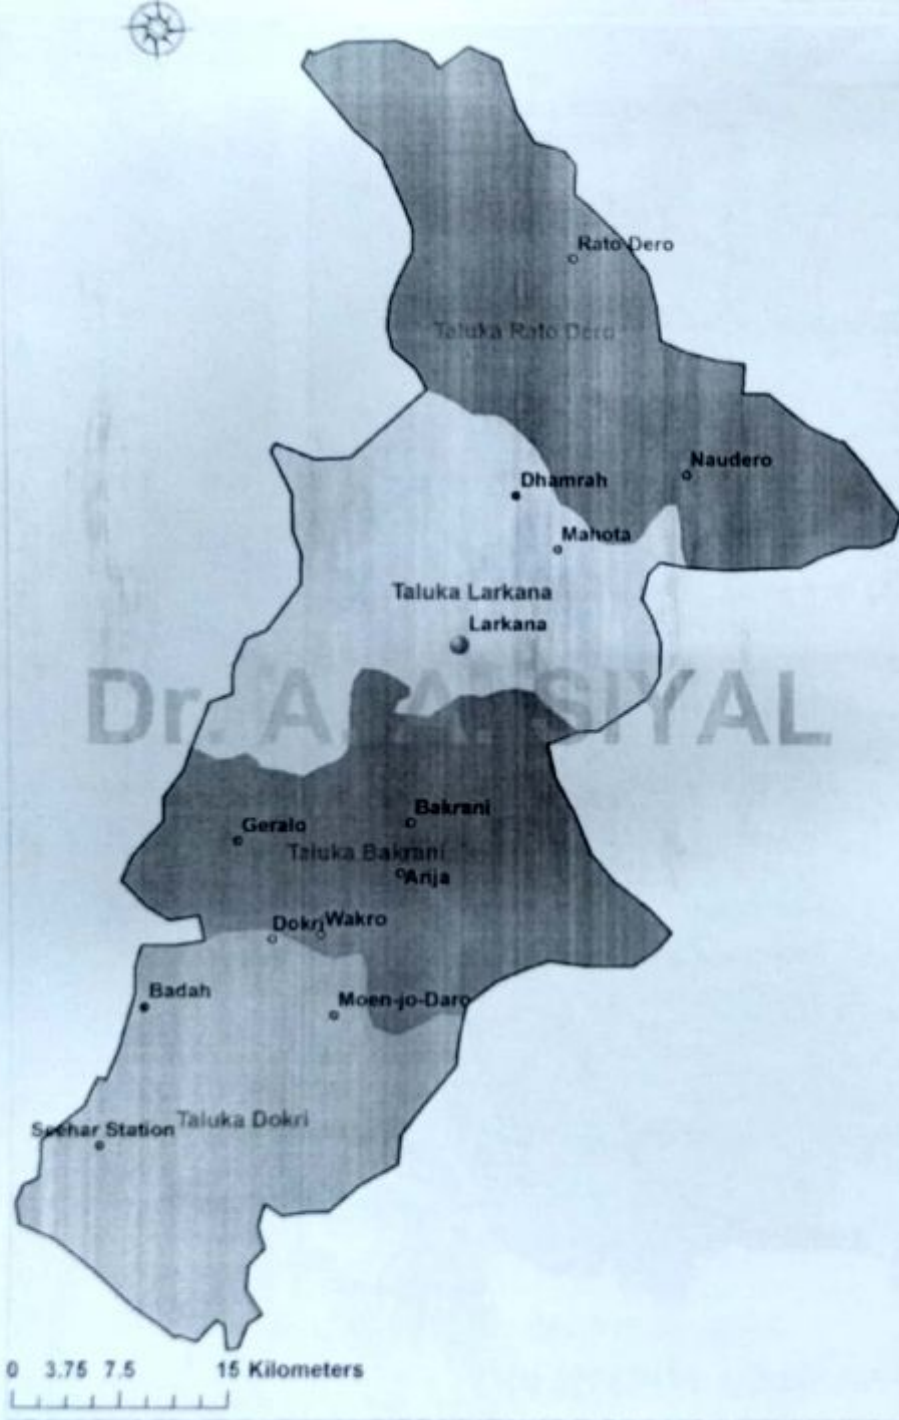 Rato Dero
Taluka Rato Dero
Naudero
Dhamrah
Mahota
Taluka Larkana
Larkana
Dr. A. A. SIYAL
Bakrani
Geralo
Taluka Bakrani
Arija
Dokri
Wakro
Badah
Moen-jo-Daro
Taluka Dokri
Seehar Station
0 3.75 7.5 15 Kilometers